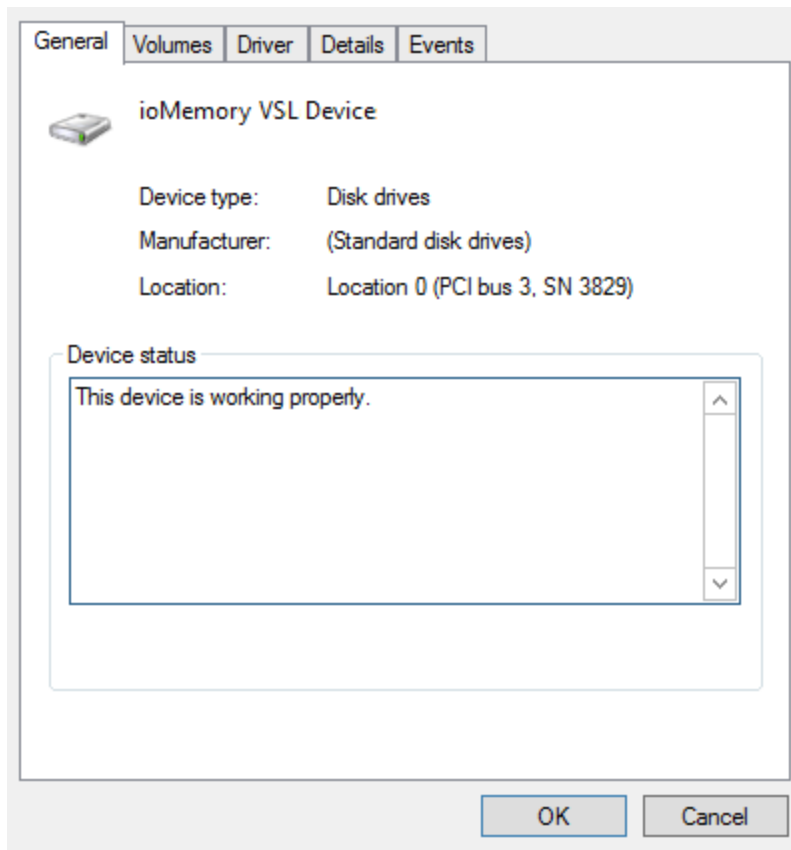 General Volumes Driver Details Events
ioMemory VSL Device
Device type: Disk drives
Manufacturer: (Standard disk drives)
Location: Location 0 (PCI bus 3, SN 3829)
Device status
This device is working properly.
OK Cancel